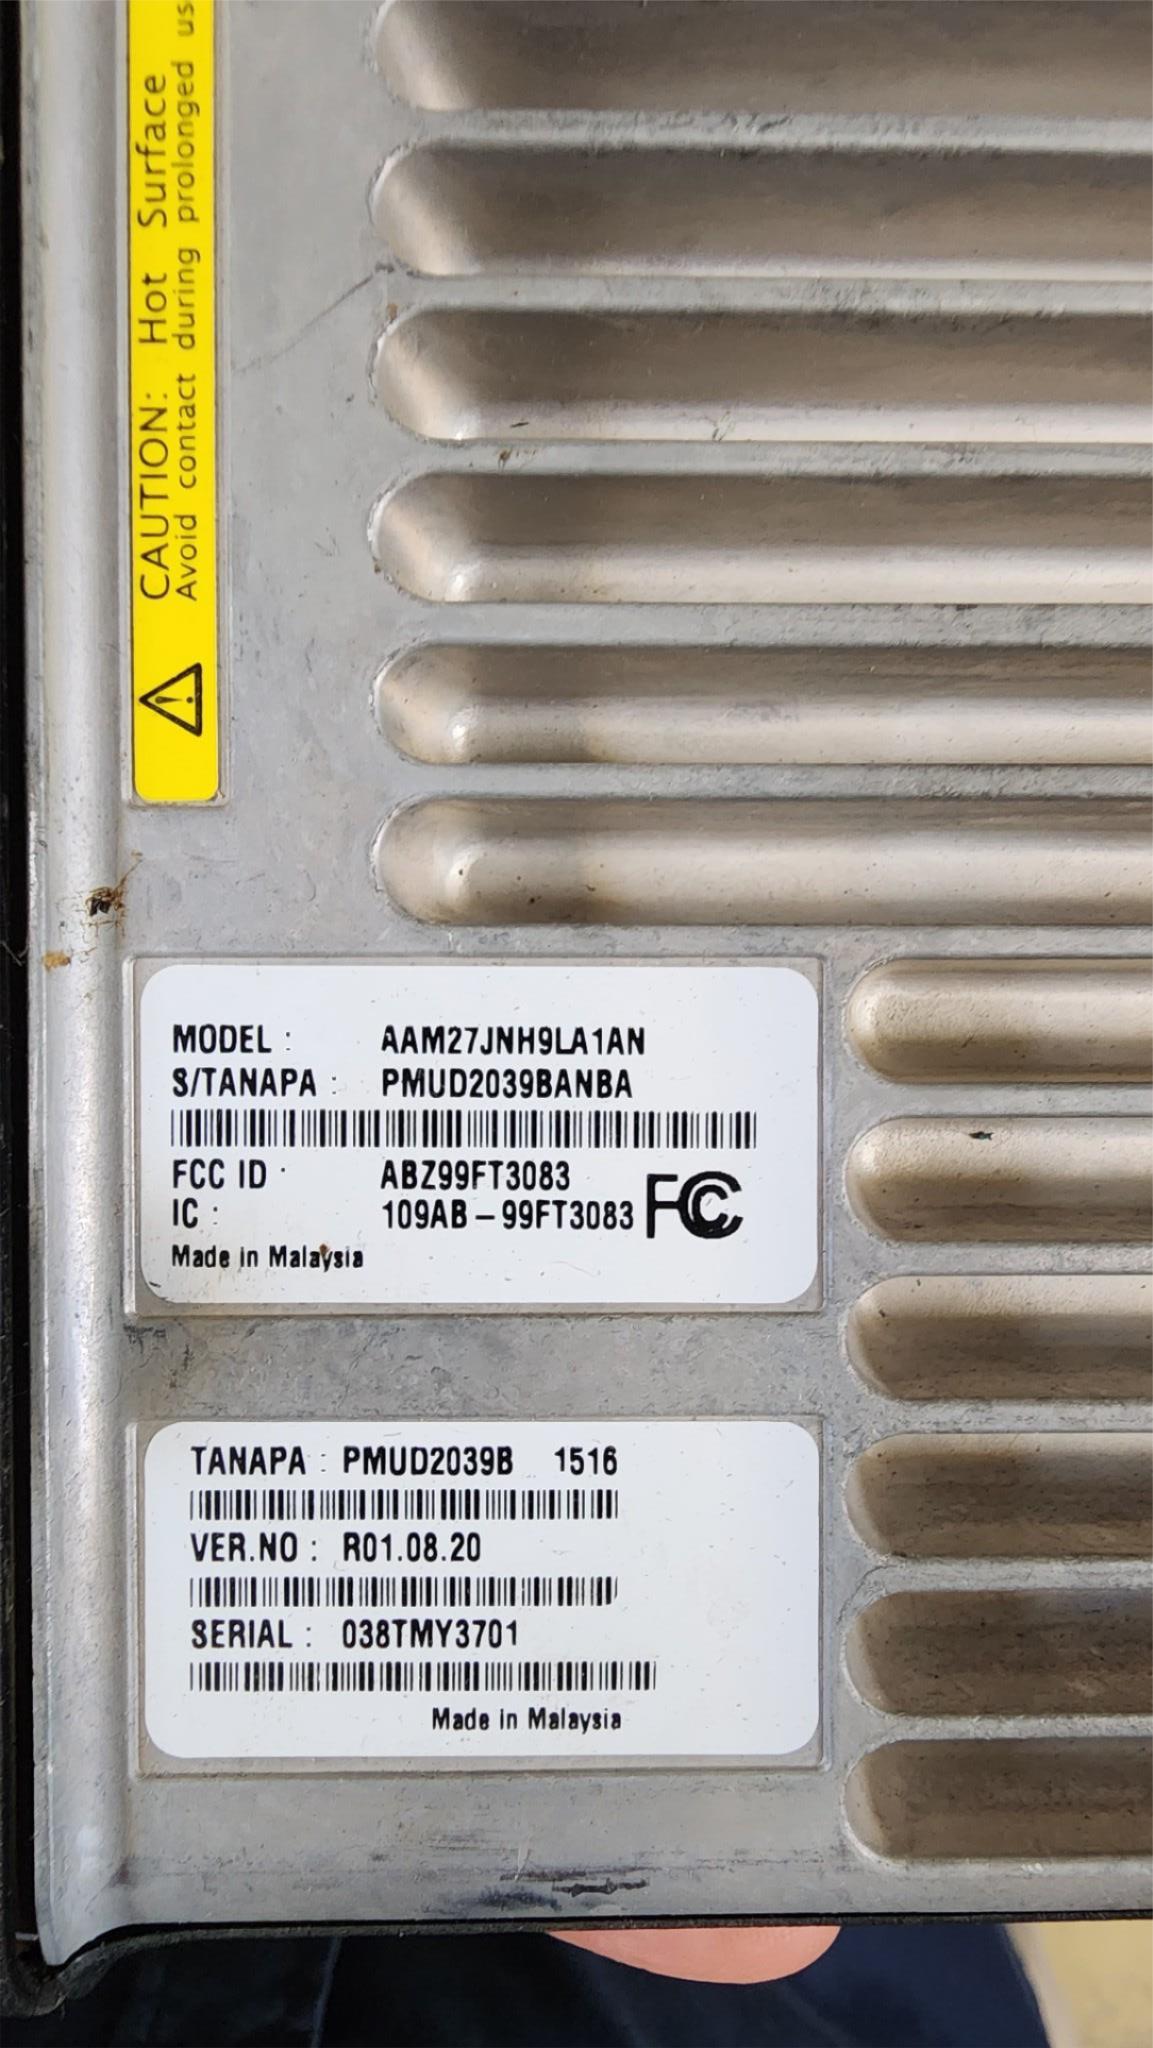 CAUTION: Hot Surface
Avoid contact during prolonged
MODEL : AAM27JNH9LA1AN
S/TANAPA : PMUD2039BANBA
FCC ID : ABZ99FT3083
IC : 109AB-99FT3083 FC
Made in Malaysia
TANAPA : PMUD2039B 1516
VER.NO : R01.08.20
SERIAL : 038TMY3701
Made in Malaysia